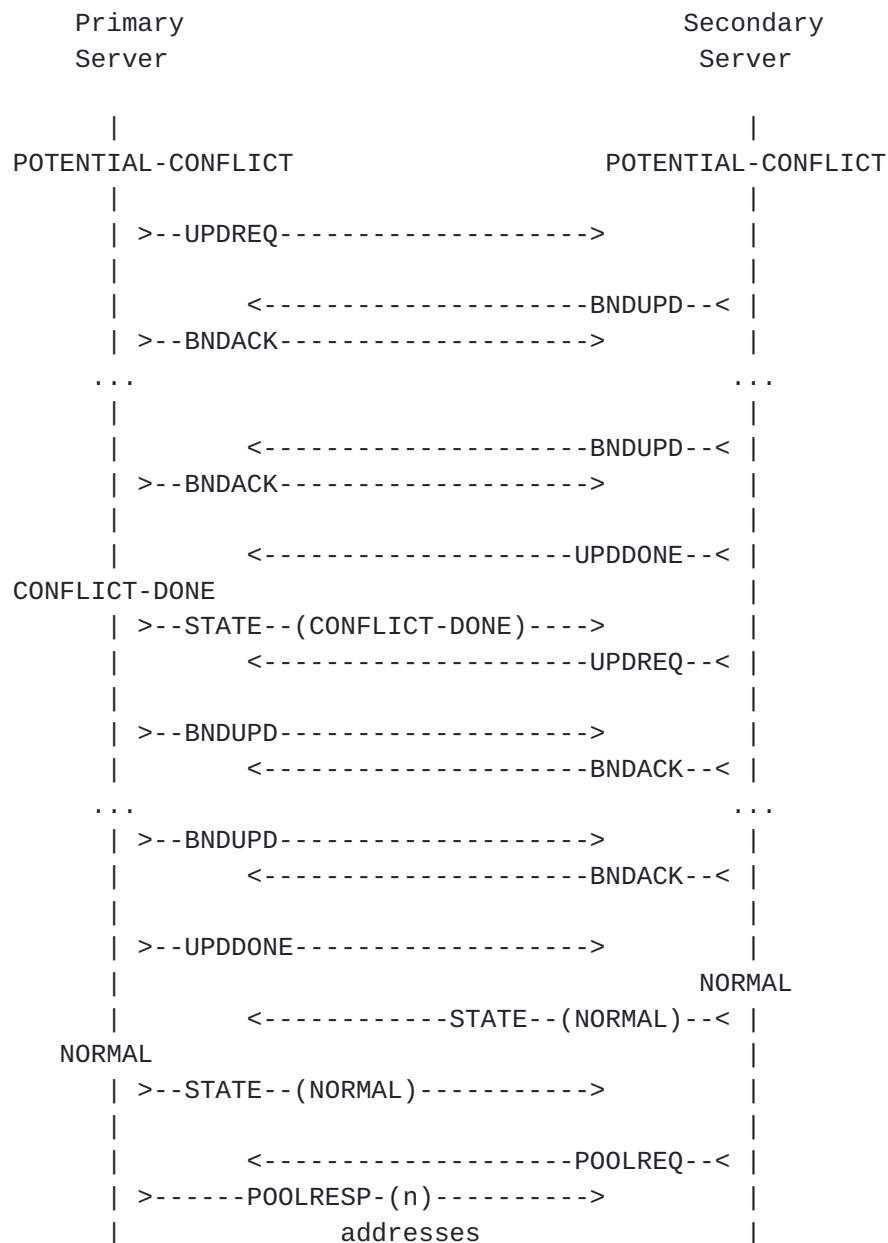 Primary                                Secondary
Server                                  Server
|                                         |
POTENTIAL-CONFLICT                    POTENTIAL-CONFLICT
|                                         |
| >--UPDREQ-------------------->         |
|                                         |
|        <---------------------BNDUPD--< |
| >--BNDACK-------------------->         |
...                                       ...
|                                         |
|        <---------------------BNDUPD--< |
| >--BNDACK-------------------->         |
|                                         |
|        <--------------------UPDDONE--< |
CONFLICT-DONE                             |
| >--STATE--(CONFLICT-DONE)---->         |
|        <---------------------UPDREQ--< |
|                                         |
| >--BNDUPD-------------------->         |
|        <---------------------BNDACK--< |
...                                       ...
| >--BNDUPD-------------------->         |
|        <---------------------BNDACK--< |
|                                         |
| >--UPDDONE------------------->         |
|                                      NORMAL
|        <------------STATE--(NORMAL)--< |
NORMAL                                    |
| >--STATE--(NORMAL)----------->         |
|                                         |
|        <--------------------POOLREQ--< |
| >------POOLRESP-(n)---------->         |
|              addresses                  |